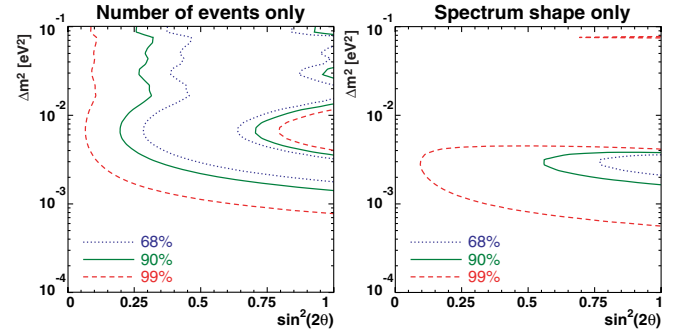 Number of events only
Δm² [eV²]
10⁻¹
10⁻²
10⁻³
10⁻⁴
68%
90%
99%
0 0.25 0.5 0.75 1
sin²(2θ)
Spectrum shape only
Δm² [eV²]
10⁻¹
10⁻²
10⁻³
10⁻⁴
68%
90%
99%
0 0.25 0.5 0.75 1
sin²(2θ)